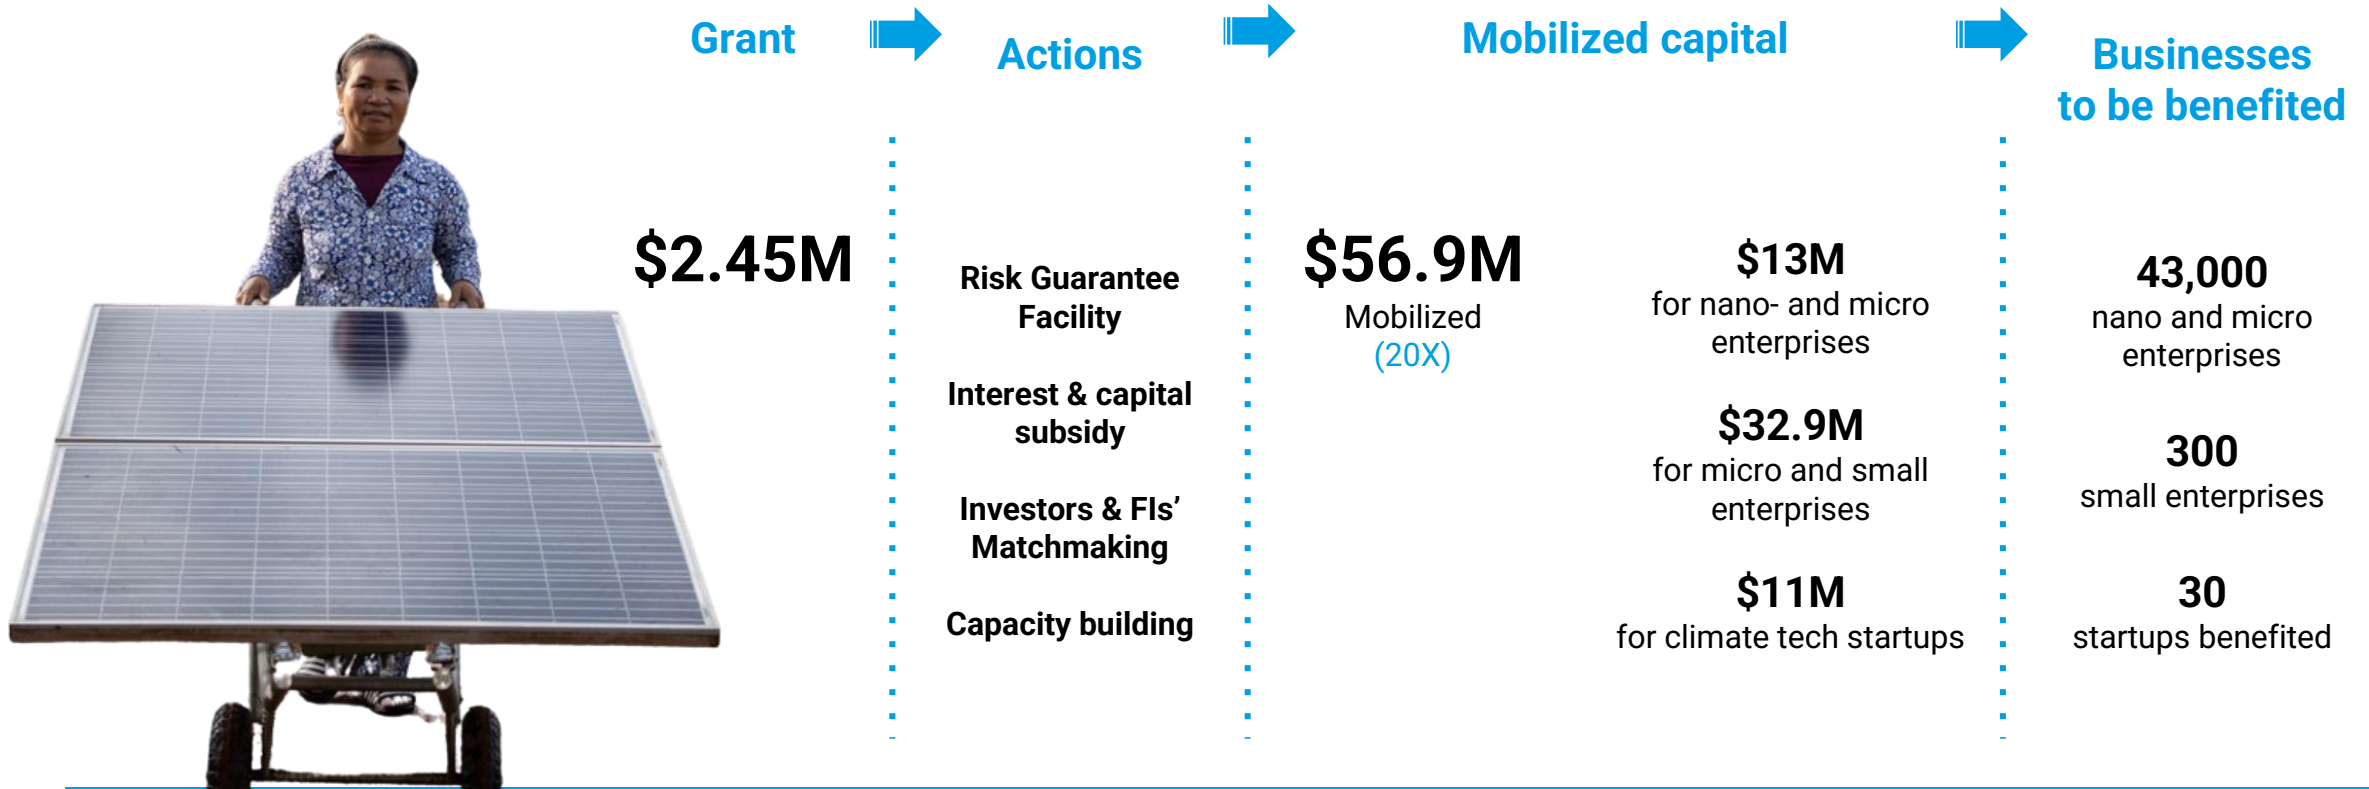 Grant
Actions
Mobilized capital
Businesses
to be benefited
$2.45M
Risk Guarantee
Facility
Interest & capital
subsidy
Investors & FIs’
Matchmaking
Capacity building
$56.9M
Mobilized
(20X)
$13M
for nano- and micro
enterprises
$32.9M
for micro and small
enterprises
$11M
for climate tech startups
43,000
nano and micro
enterprises
300
small enterprises
30
startups benefited